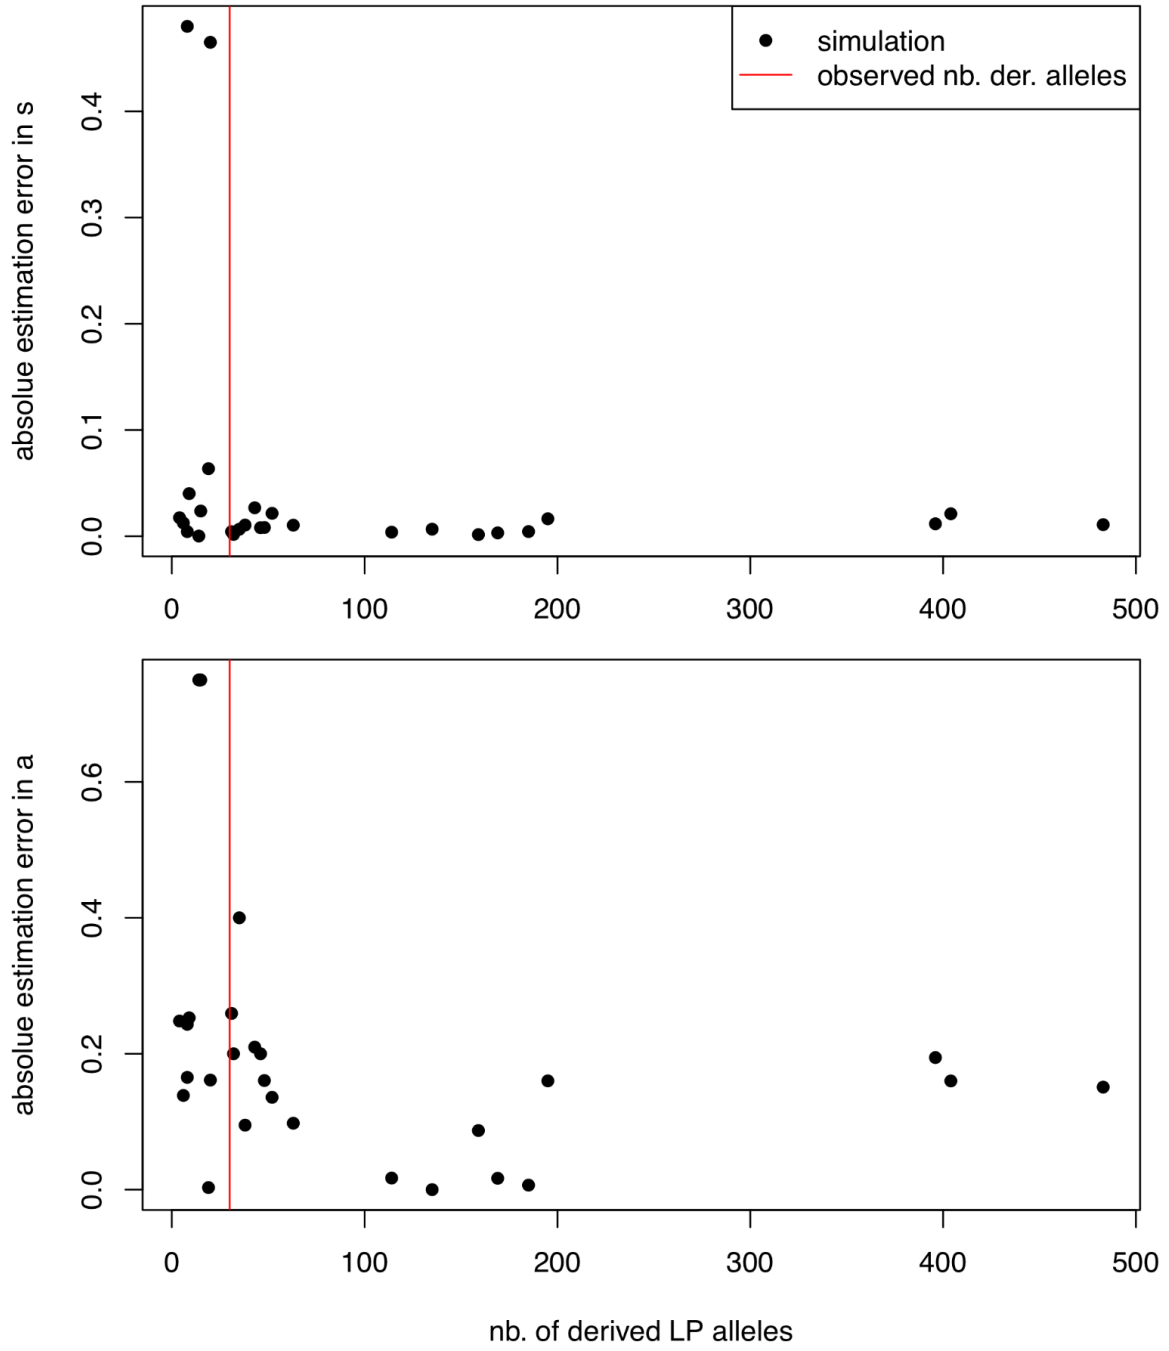 simulation
observed nb. der. alleles
absolue estimation error in s
0.4
0.3
0.2
0.1
0.0
0 100 200 300 400 500
absolue estimation error in a
0.6
0.4
0.2
0.0
0 100 200 300 400 500
nb. of derived LP alleles